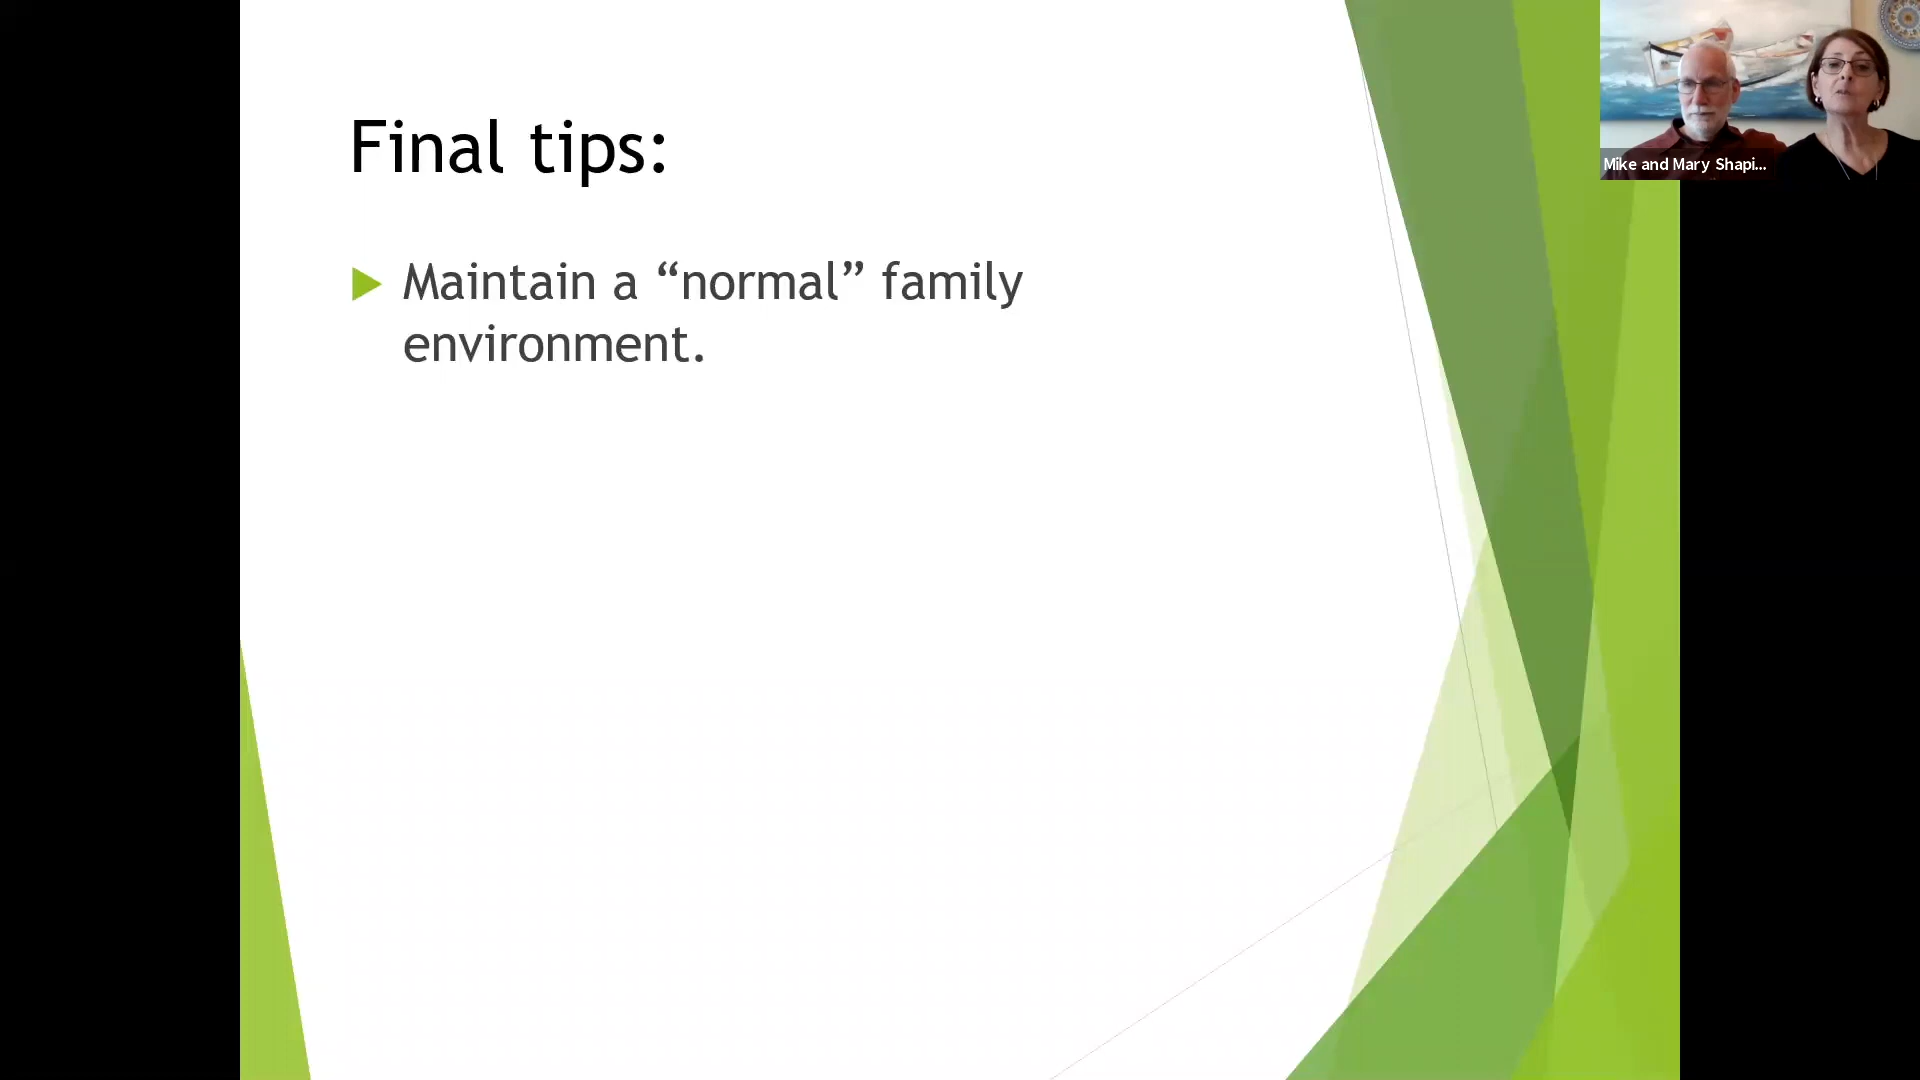 Final tips:
Maintain a “normal” family
environment.
Mike and Mary Shapi...